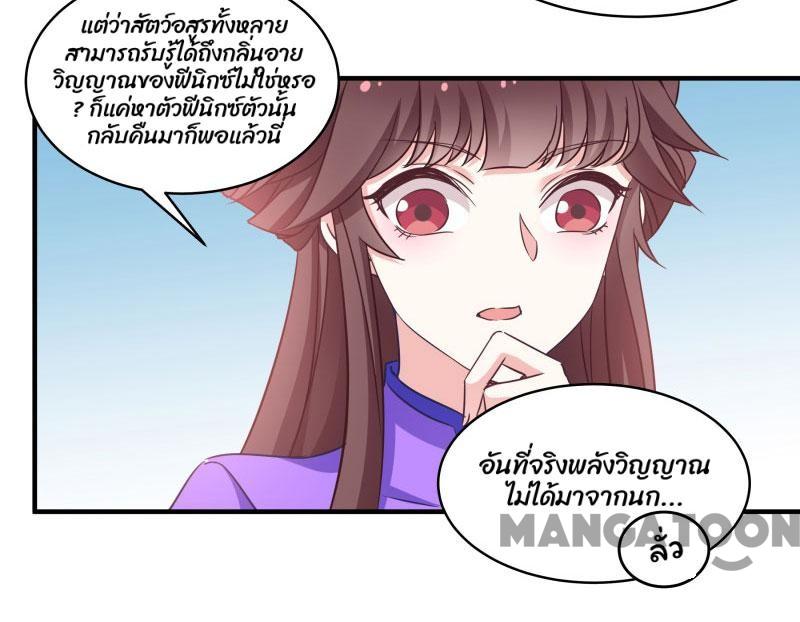 แต่ว่าสัตว์อสูรทั้งหลาย
สามารถรับรู้ได้ถึงกลิ่นอาย
วิญญาณของฟีนิกซ์ไม่ใช่หรอ
? ก็แค่หาตัวฟีนิกซ์ตัวนั้น
กลับคืนมาก็พอแล้วนี่
อันที่จริงพลังวิญญาณ
ไม่ได้มาจากนก...
MANGATOON
ลั่ว